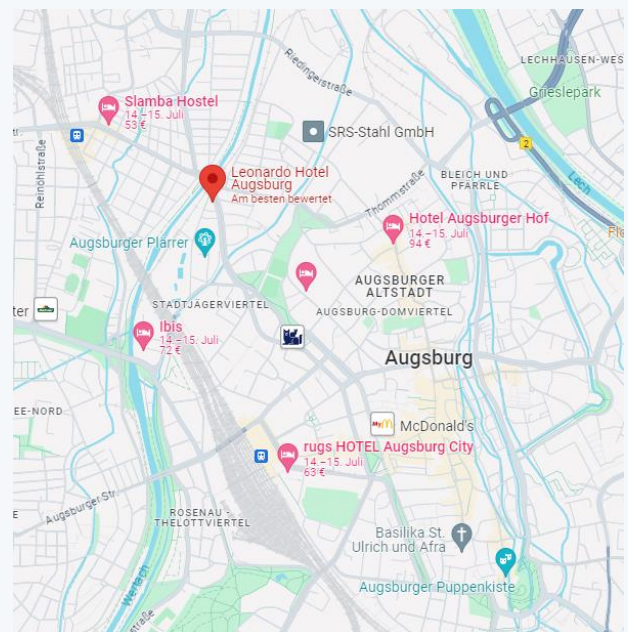 LECHHAUSEN-WES
Riedingerstraße
Grieslepark
Slamba Hostel
14.–15. Juli
53 €
SRS-Stahl GmbH
2
Reinöhlstraße
Leonardo Hotel
Augsburg
Am besten bewertet
BLEICH UND
PFÄRRLE
Lech
Thommstraße
Hotel Augsburger Hof
14.–15. Juli
94 €
Augsburger Plärrer
AUGSBURGER
ALTSTADT
STADTJÄGERVIERTEL
AUGSBURG-DOMVIERTEL
ter
Ibis
14.–15. Juli
72 €
Augsburg
EE-NORD
McDonald's
rugs HOTEL Augsburg City
14.–15. Juli
63 €
Augsburger Str.
ROSENAU -
THELOTTVIERTEL
Basilika St.
Ulrich und Afra
Wertach
Augsburger Puppenkiste
straße